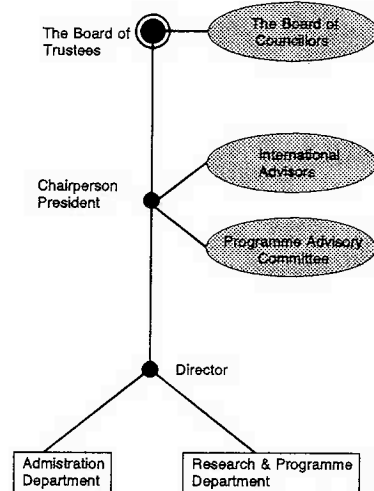 The Board of
Trustees
The Board of
Councillors
International
Advisors
Chairperson
President
Programme Advisory
Committee
Director
Admistration
Department
Research & Programme
Department